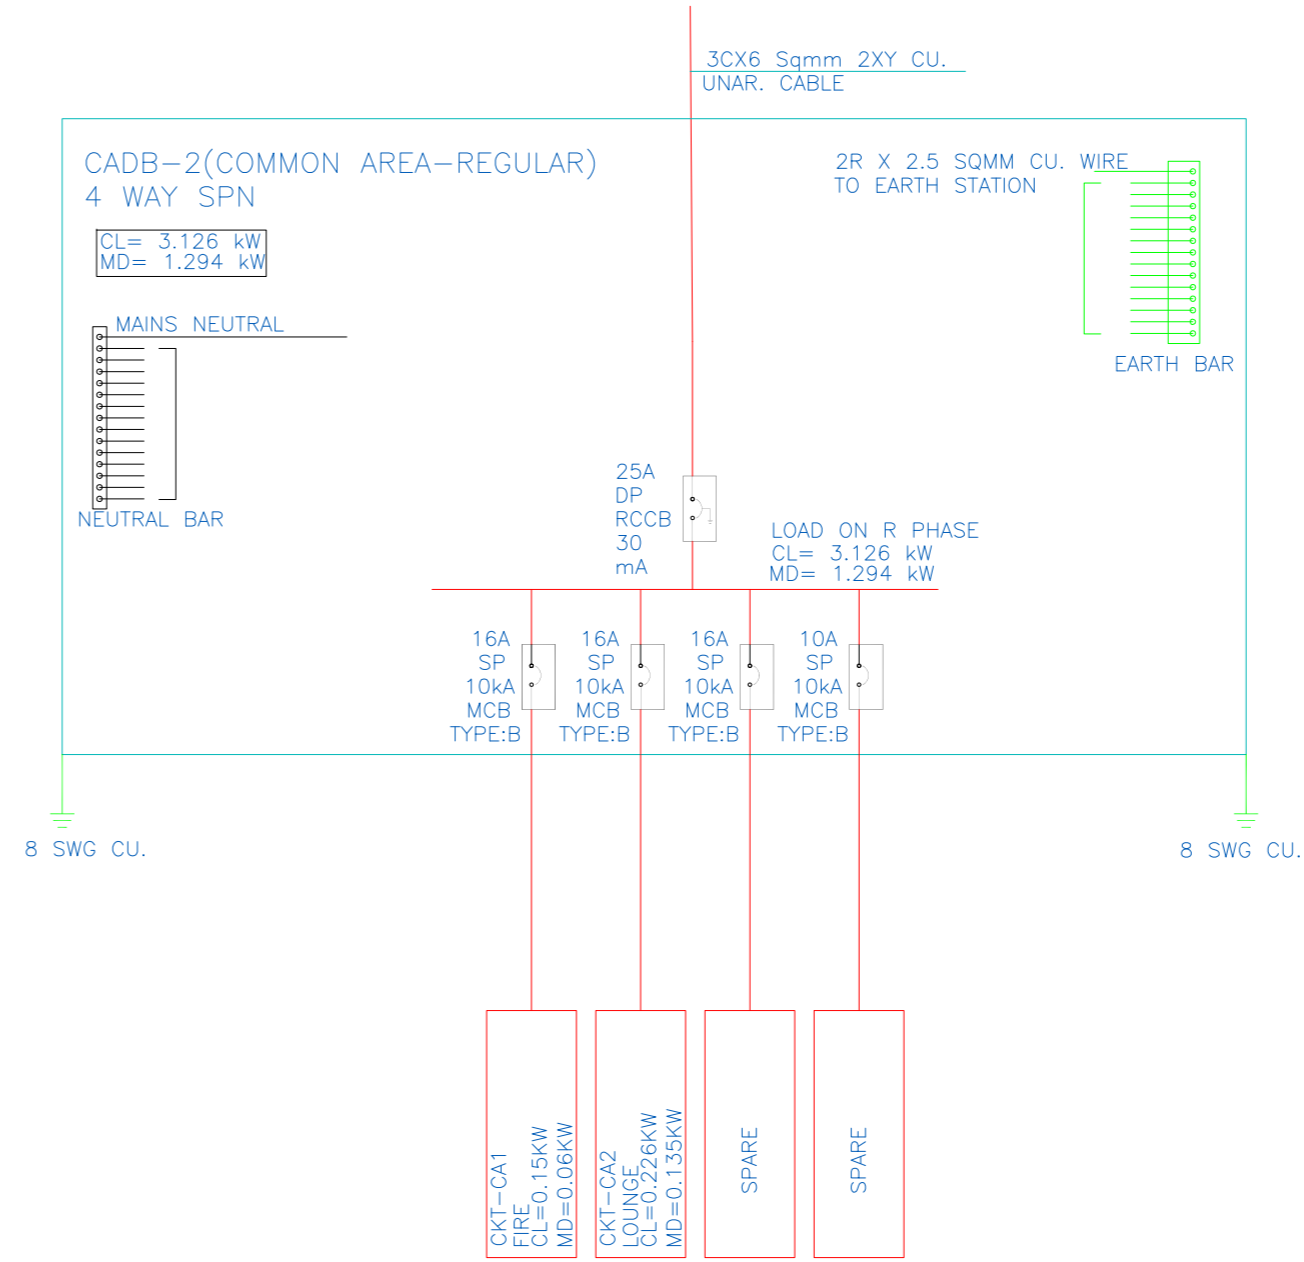 3CX6 Sqmm 2XY CU.
UNAR. CABLE
CADB-2(COMMON AREA-REGULAR)
4 WAY SPN
CL= 3.126 kW
MD= 1.294 kW
2R X 2.5 SQMM CU. WIRE
TO EARTH STATION
MAINS NEUTRAL
NEUTRAL BAR
EARTH BAR
25A
DP
RCCB
30
mA
LOAD ON R PHASE
CL= 3.126 kW
MD= 1.294 kW
16A
SP
10kA
MCB
TYPE:B
16A
SP
10kA
MCB
TYPE:B
16A
SP
10kA
MCB
TYPE:B
10A
SP
10kA
MCB
TYPE:B
8 SWG CU.
8 SWG CU.
CKT-CA1
FIRE
CL=0.15KW
MD=0.06KW
CKT-CA2
LOUNGE
CL=0.226KW
MD=0.135KW
SPARE
SPARE